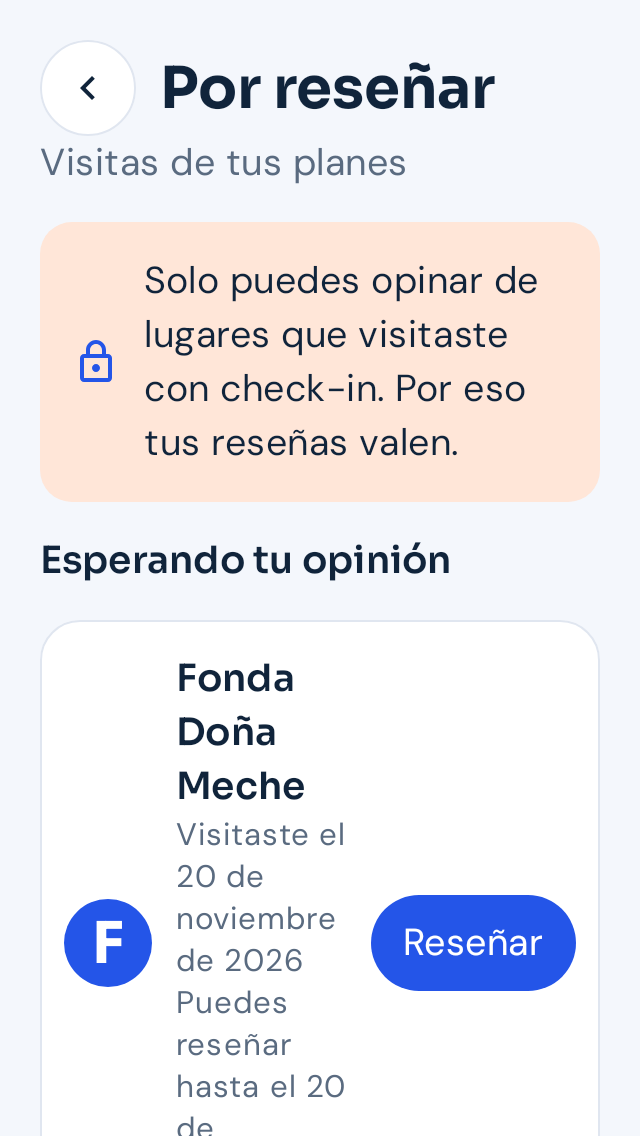 Por reseñar
Visitas de tus planes
Solo puedes opinar de
lugares que visitaste
con check-in. Por eso
tus reseñas valen.
Esperando tu opinión
Fonda
Doña
Meche
Visitaste el
20 de
noviembre
de 2026
Puedes
reseñar
hasta el 20
de
F
Reseñar